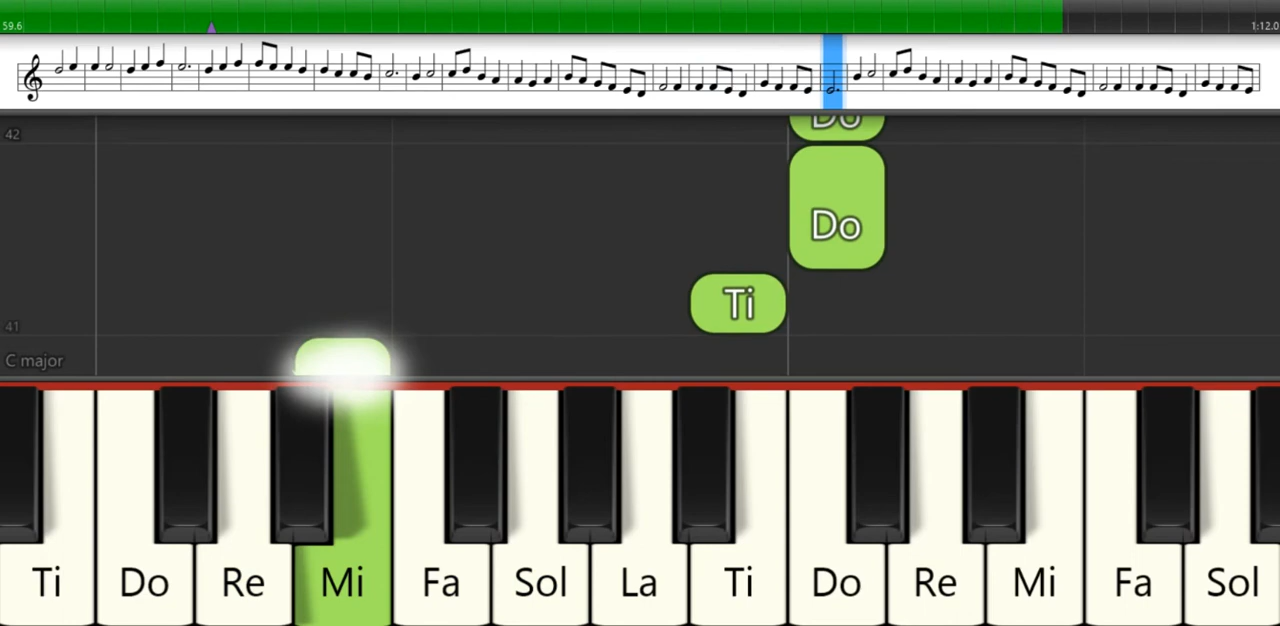 59.6
1:12.0
42
Do
Do
Ti
41
C major
Ti Do Re Mi Fa Sol La Ti Do Re Mi Fa Sol